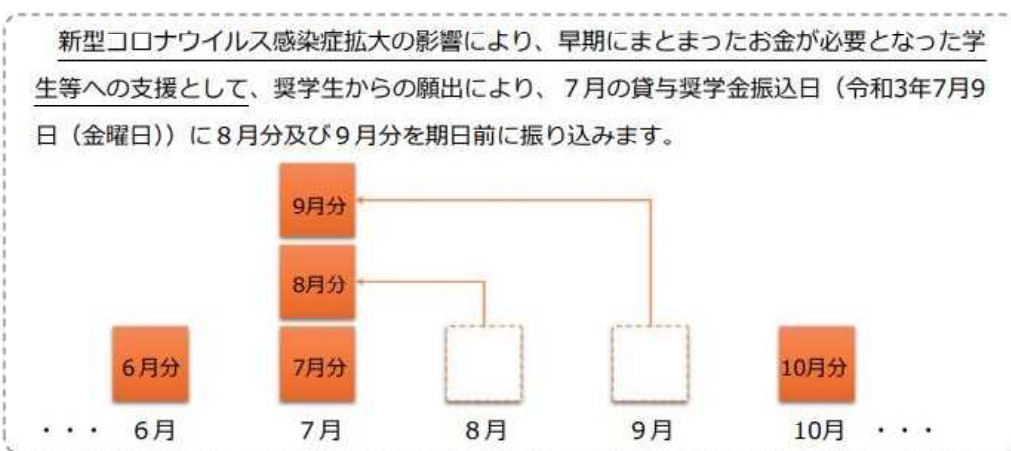 新型コロナウイルス感染症拡大の影響により、早期にまとまったお金が必要となった学
生等への支援として、奨学生からの願出により、７月の貸与奨学金振込日（令和3年7月9
日（金曜日））に８月分及び９月分を期日前に振り込みます。
9月分
8月分
６月分
7月分
10月分
・・・
６月
７月
８月
９月
10月
・・・